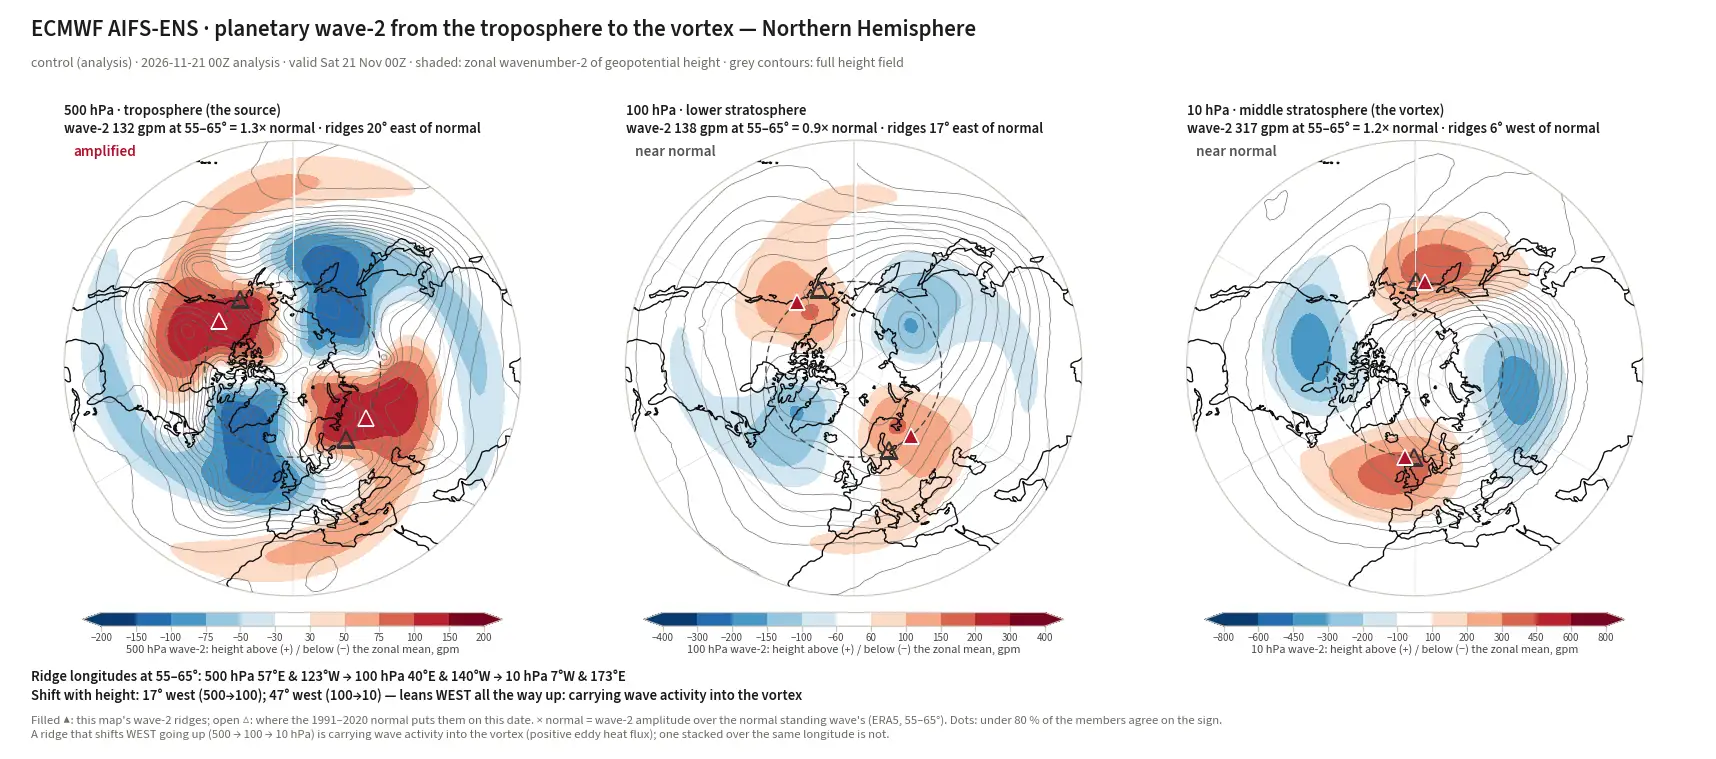 ECMWF AIFS-ENS · planetary wave-2 from the troposphere to the vortex — Northern Hemisphere
control (analysis) · 2026-11-21 00Z analysis · valid Sat 21 Nov 00Z · shaded: zonal wavenumber-2 of geopotential height · grey contours: full height field
500 hPa · troposphere (the source)
wave-2 132 gpm at 55–65° = 1.3× normal · ridges 20° east of normal
amplified
100 hPa · lower stratosphere
wave-2 138 gpm at 55–65° = 0.9× normal · ridges 17° east of normal
near normal
10 hPa · middle stratosphere (the vortex)
wave-2 317 gpm at 55–65° = 1.2× normal · ridges 6° west of normal
near normal
−200 −150 −100 −75 −50 −30 30 50 75 100 150 200
500 hPa wave-2: height above (+) / below (−) the zonal mean, gpm
−400 −300 −200 −150 −100 −60 60 100 150 200 300 400
100 hPa wave-2: height above (+) / below (−) the zonal mean, gpm
−800 −600 −450 −300 −200 −100 100 200 300 450 600 800
10 hPa wave-2: height above (+) / below (−) the zonal mean, gpm
Ridge longitudes at 55–65°: 500 hPa 57°E & 123°W → 100 hPa 40°E & 140°W → 10 hPa 7°W & 173°E
Shift with height: 17° west (500→100); 47° west (100→10) — leans WEST all the way up: carrying wave activity into the vortex
Filled ▲: this map's wave-2 ridges; open △: where the 1991–2020 normal puts them on this date. × normal = wave-2 amplitude over the normal standing wave's (ERA5, 55–65°). Dots: under 80 % of the members agree on the sign.
A ridge that shifts WEST going up (500 → 100 → 10 hPa) is carrying wave activity into the vortex (positive eddy heat flux); one stacked over the same longitude is not.